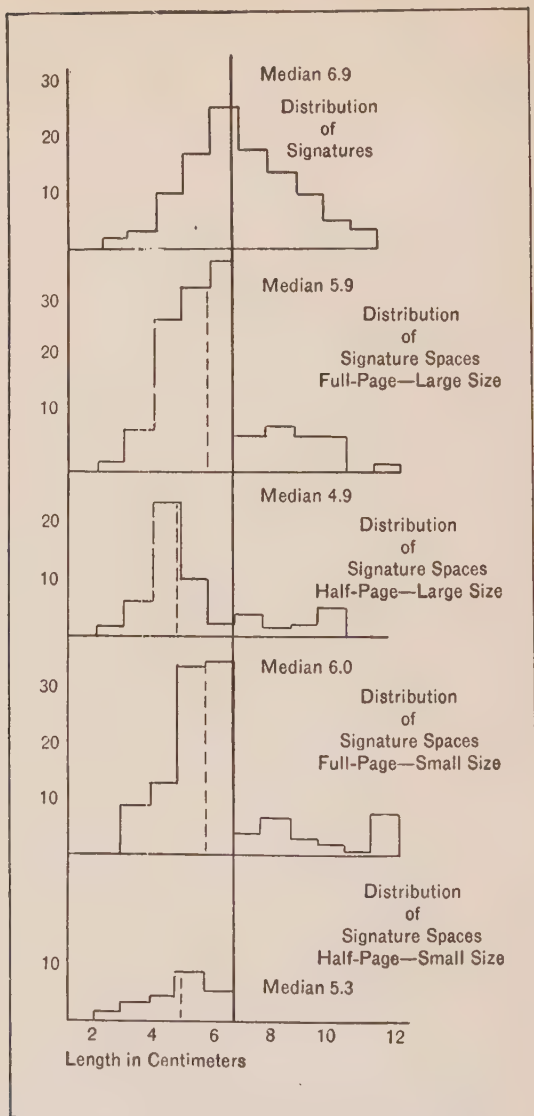 30
Median 6.9
Distribution
of
Signatures
20
10
Median 5.9
30
Distribution
of
Signature Spaces
Full-Page—Large Size
20
10
Median 4.9
20
Distribution
of
Signature Spaces
Half-Page—Large Size
10
Median 6.0
30
Distribution
of
Signature Spaces
Full-Page—Small Size
20
10
Distribution
of
Signature Spaces
Half-Page—Small Size
10
Median 5.3
2 4 6 8 10 12
Length in Centimeters